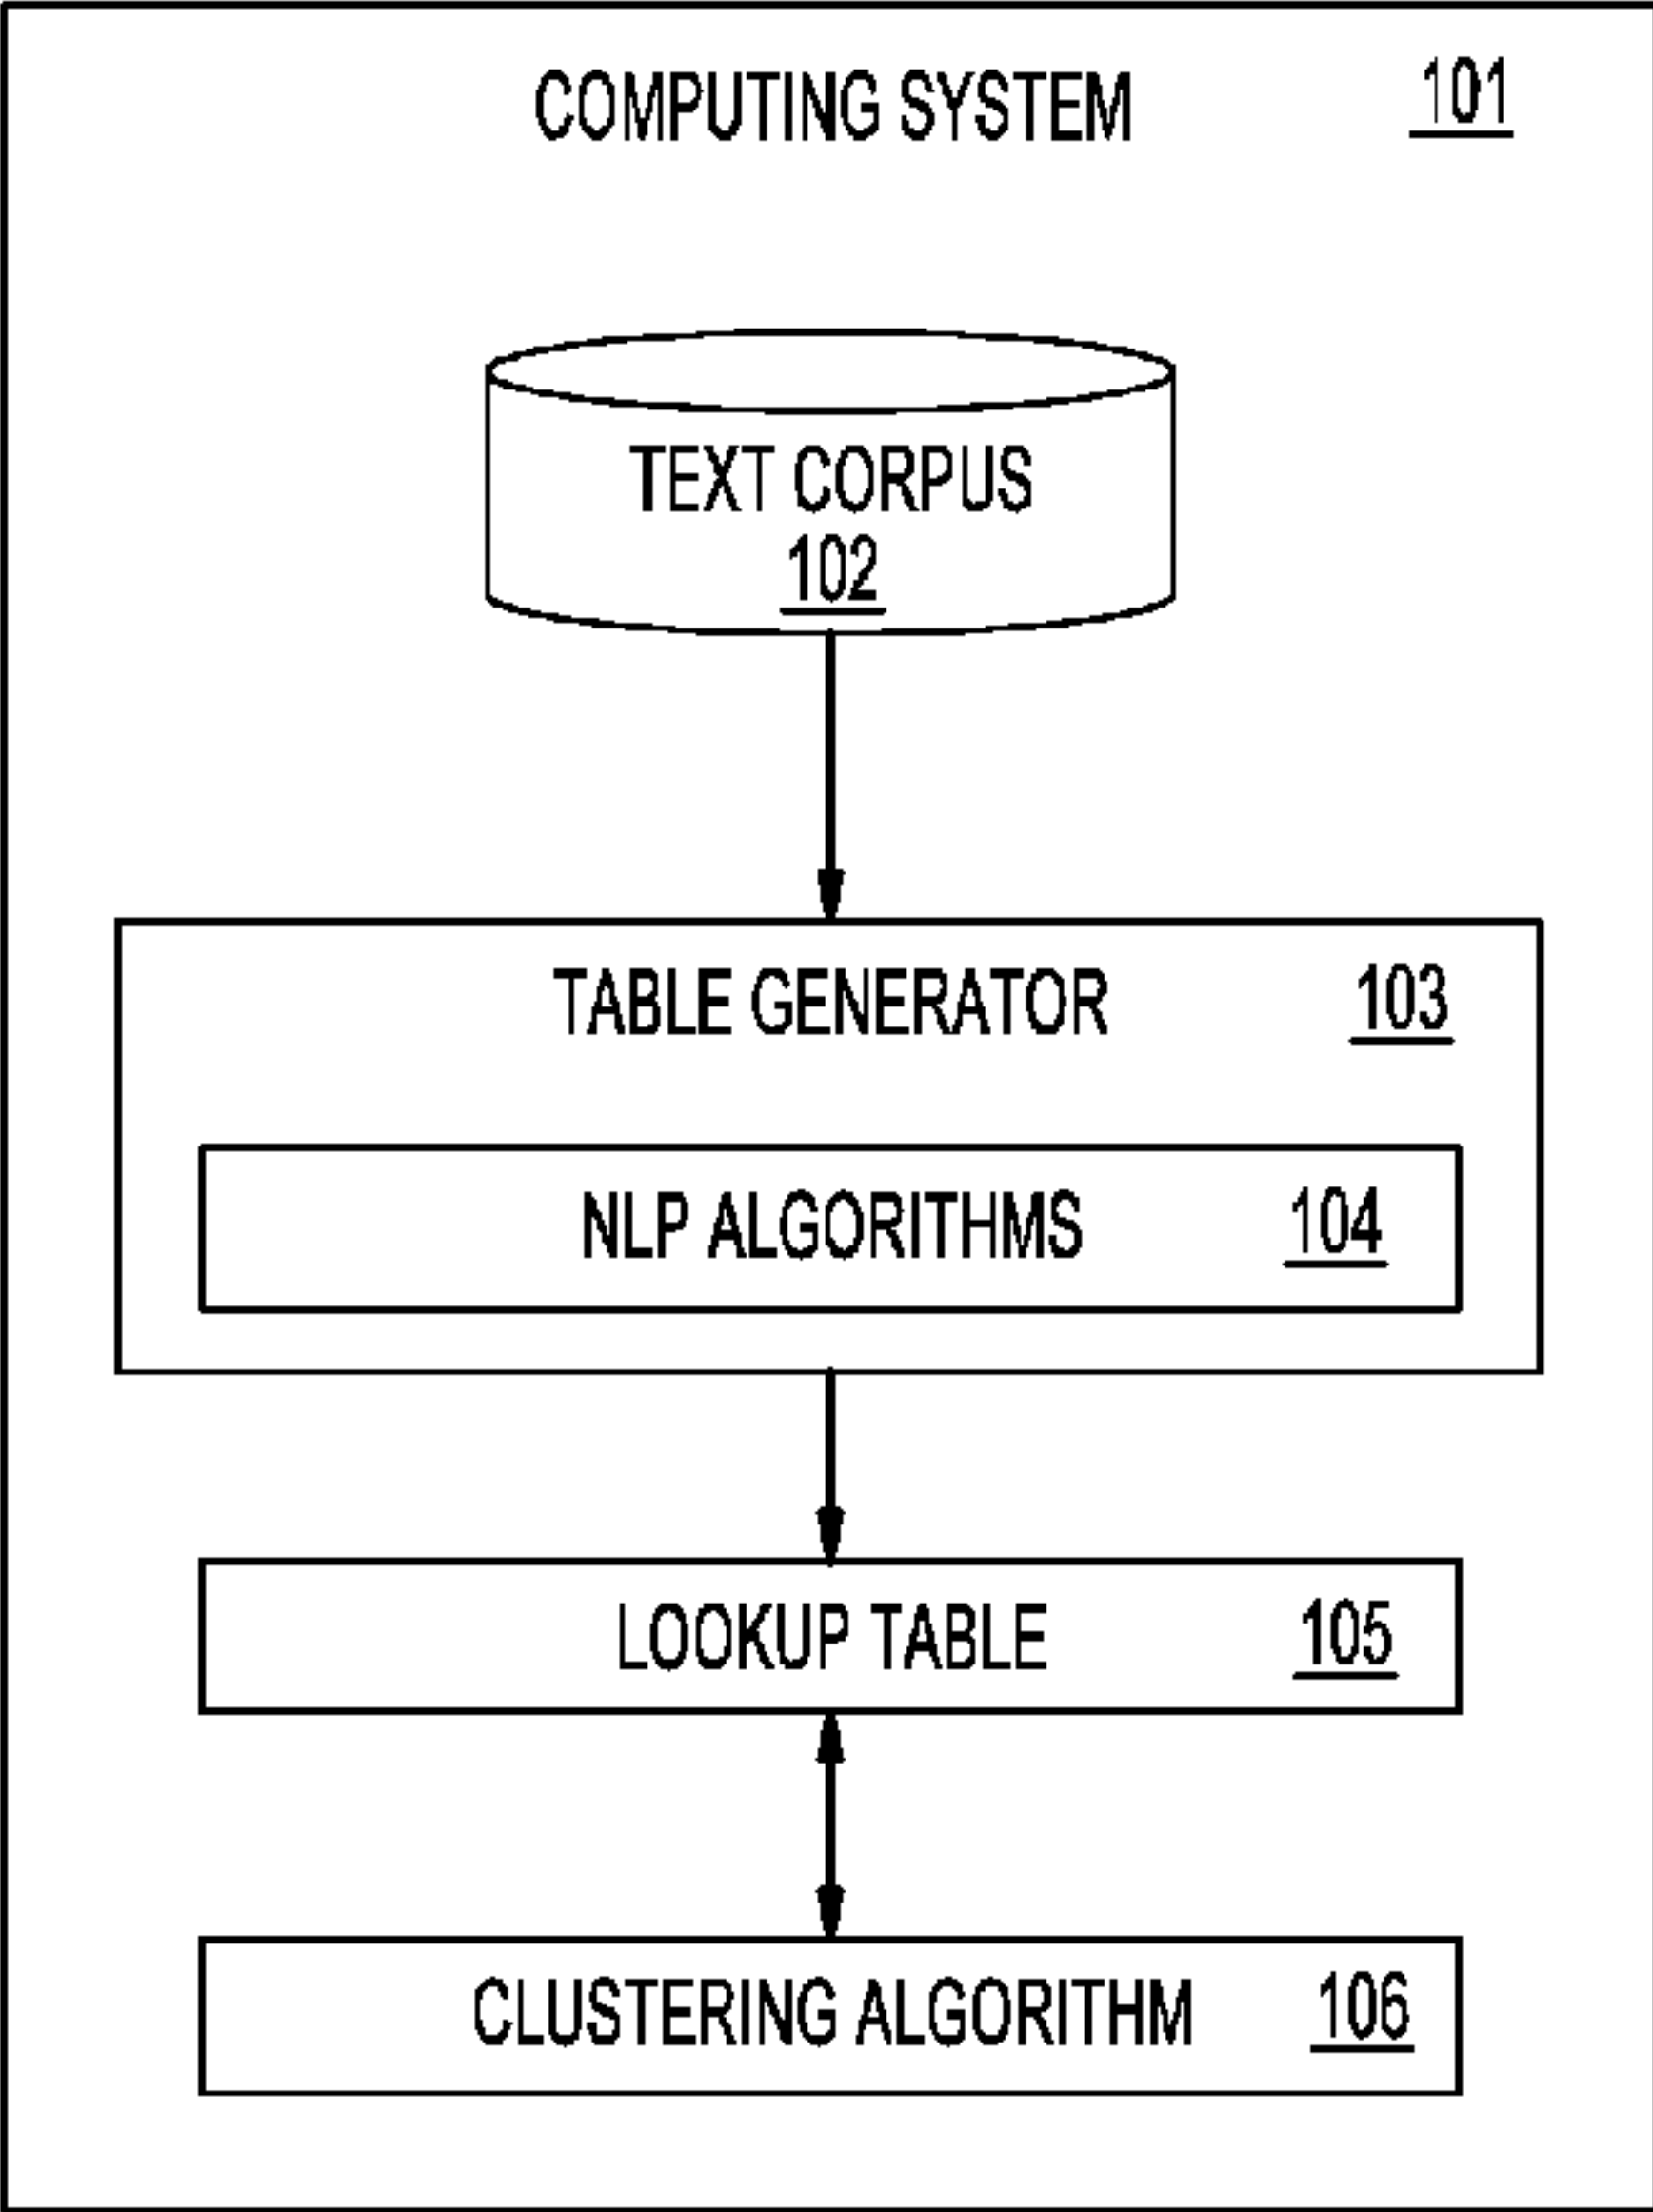 COMPUTING SYSTEM 101
TEXT CORPUS
102
TABLE GENERATOR 103
NLP ALGORITHMS 104
LOOKUP TABLE 105
CLUSTERING ALGORITHM 106